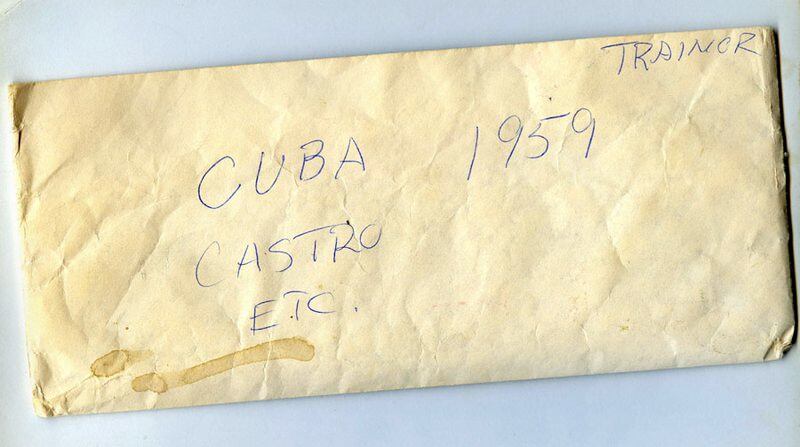 TRAINOR
CUBA 1959
CASTRO
ETC.